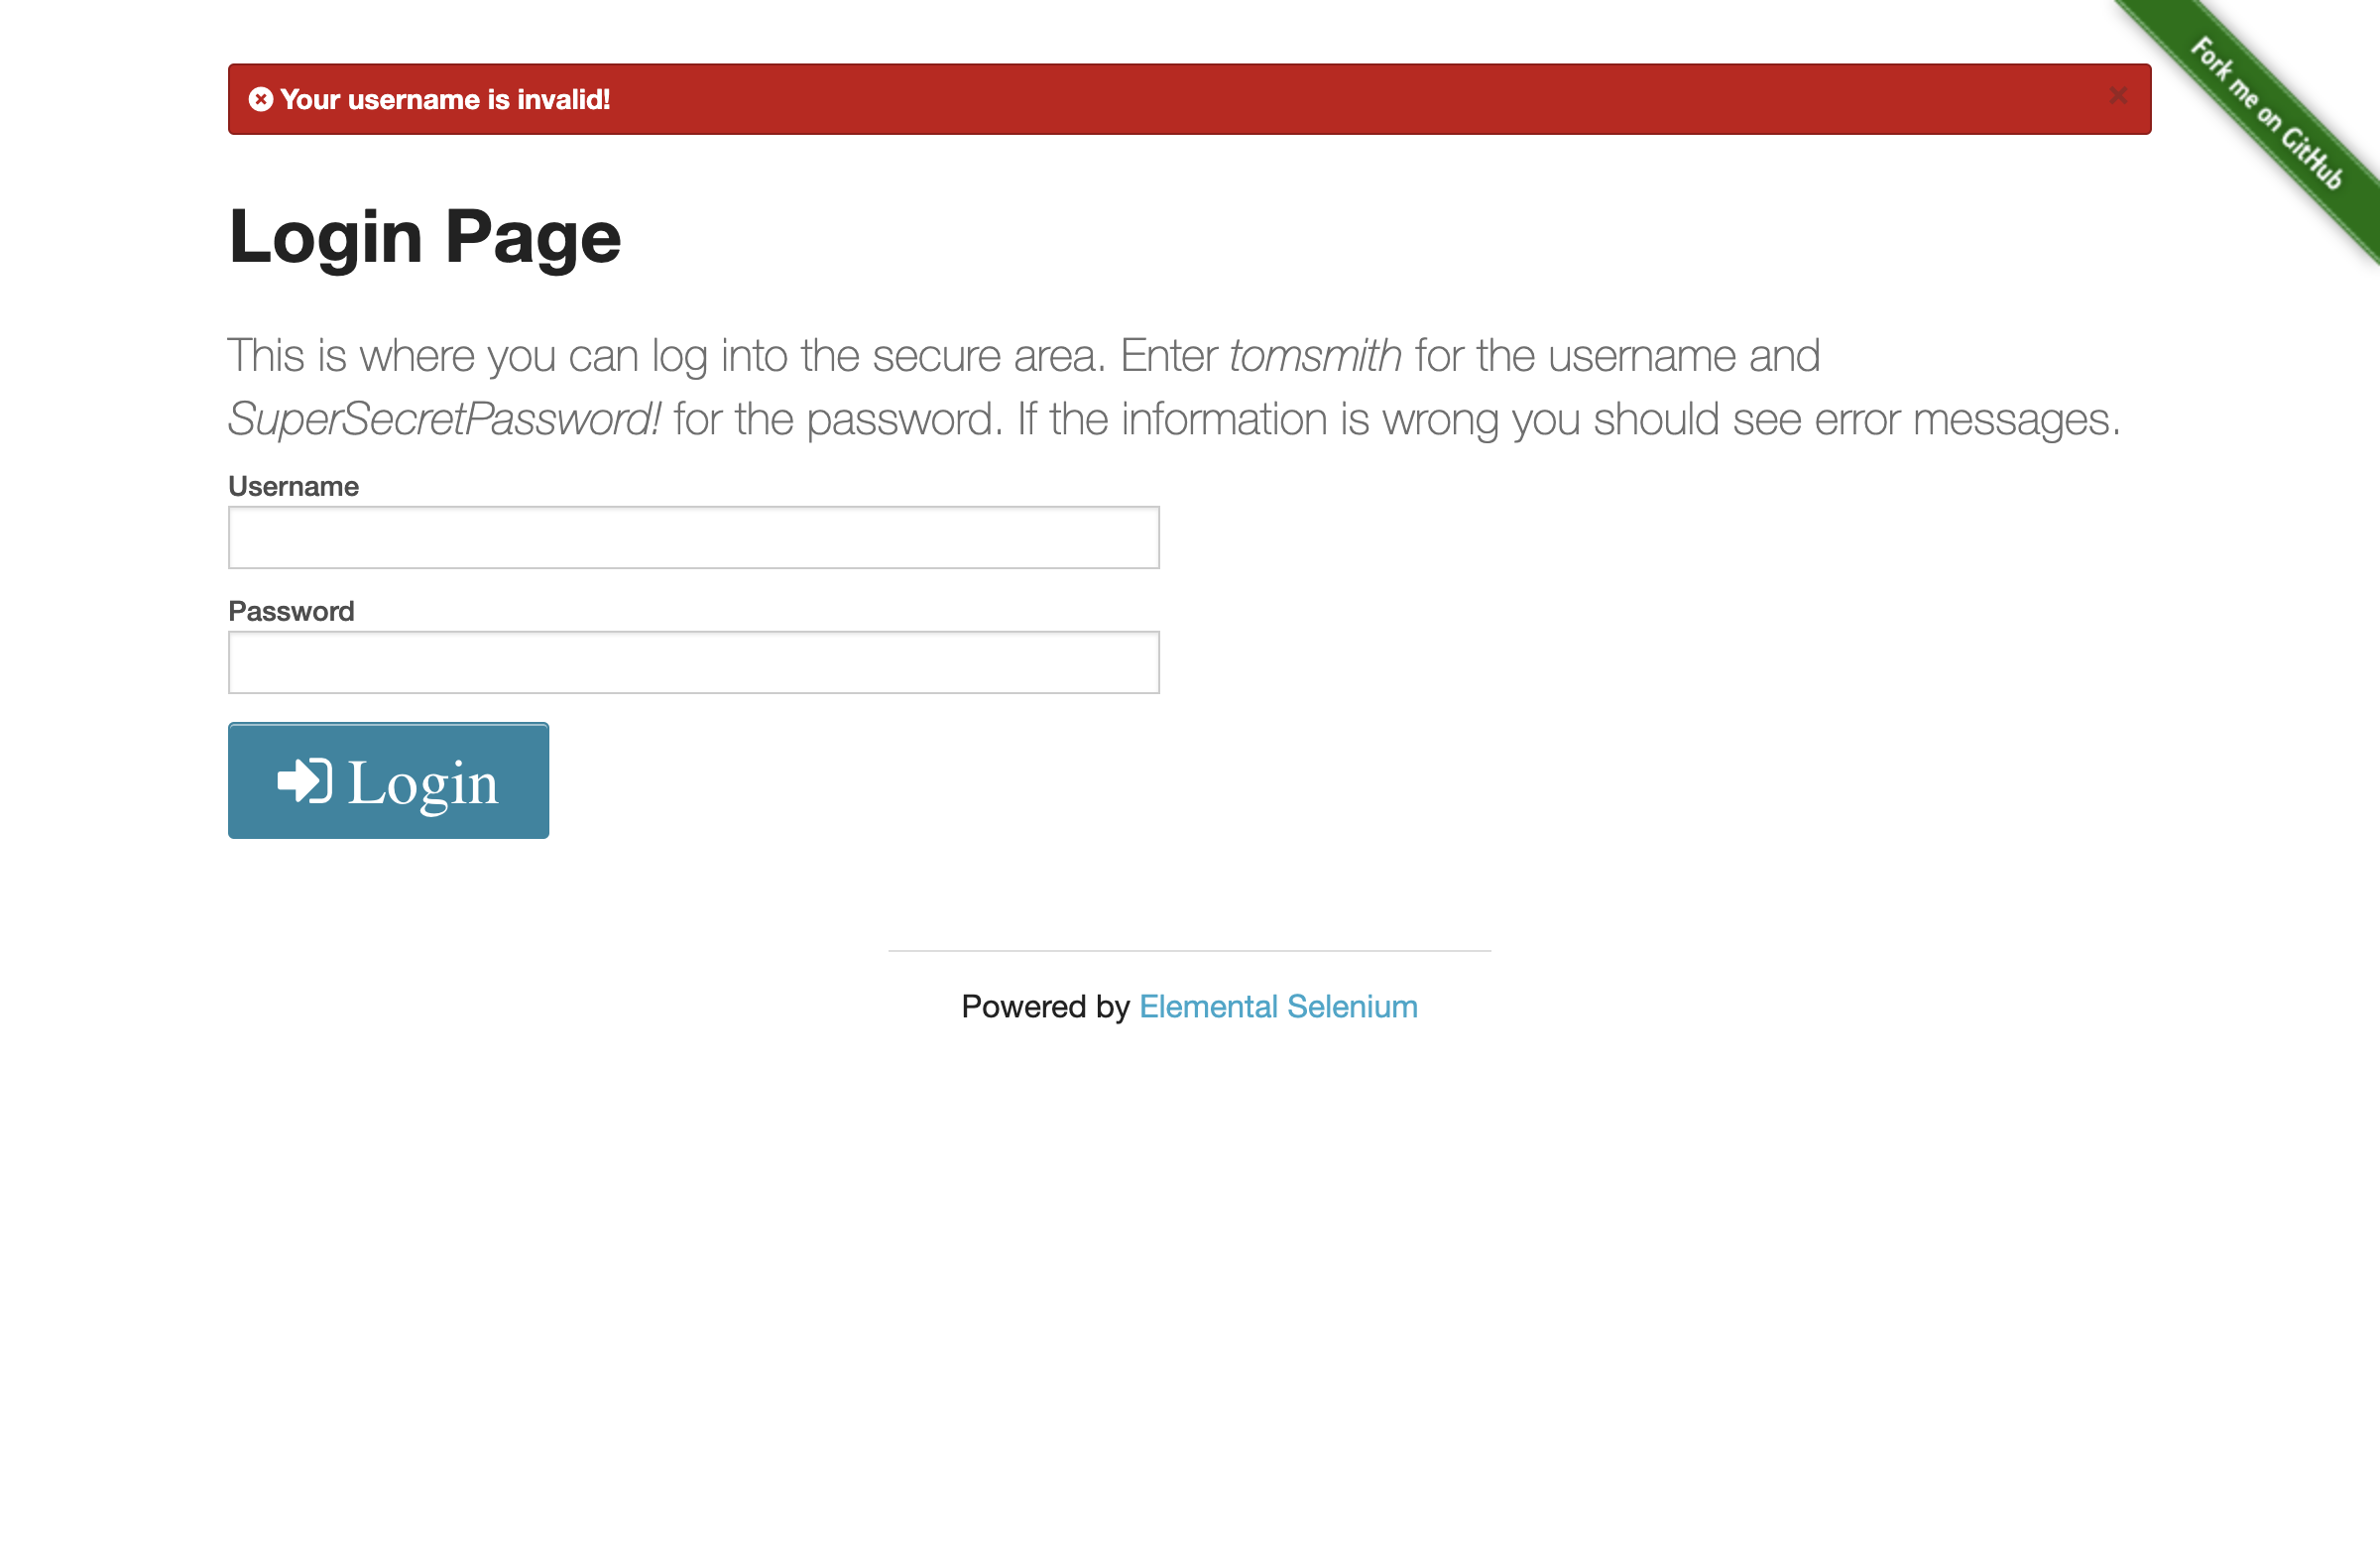 Fork me on GitHub
Your username is invalid!
Login Page
This is where you can log into the secure area. Enter tomsmith for the username and
SuperSecretPassword! for the password. If the information is wrong you should see error messages.
Username
Password
Login
Powered by Elemental Selenium